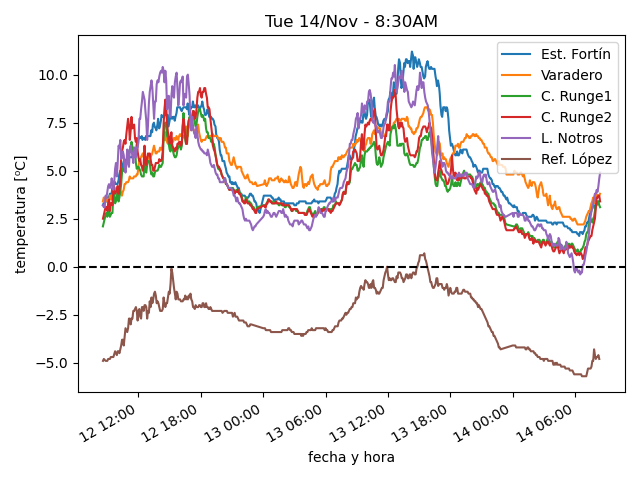 Tue 14/Nov - 8:30AM
temperatura [°C]
10.0
7.5
5.0
2.5
0.0
−2.5
−5.0
Est. Fortín
Varadero
C. Runge1
C. Runge2
L. Notros
Ref. López
12 12:00
12 18:00
13 00:00
13 06:00
13 12:00
13 18:00
14 00:00
14 06:00
fecha y hora